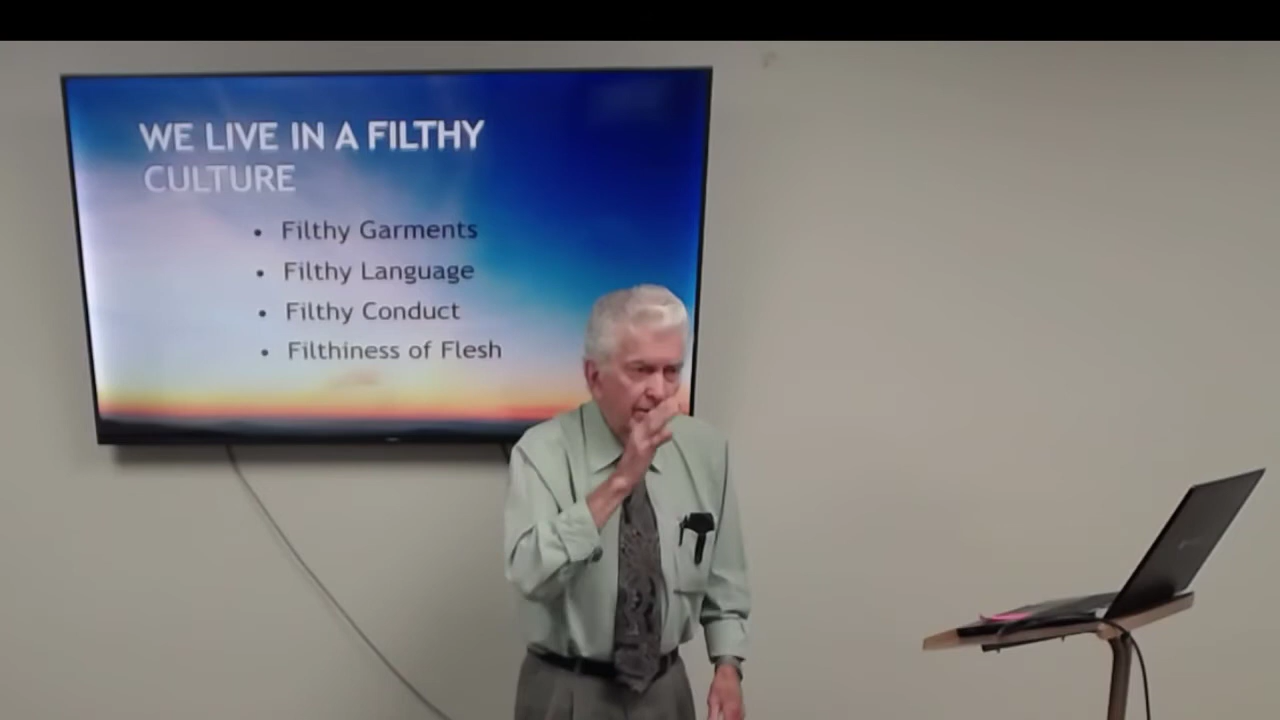 WE LIVE IN A FILTHY
CULTURE
• Filthy Garments
• Filthy Language
• Filthy Conduct
• Filthiness of Flesh